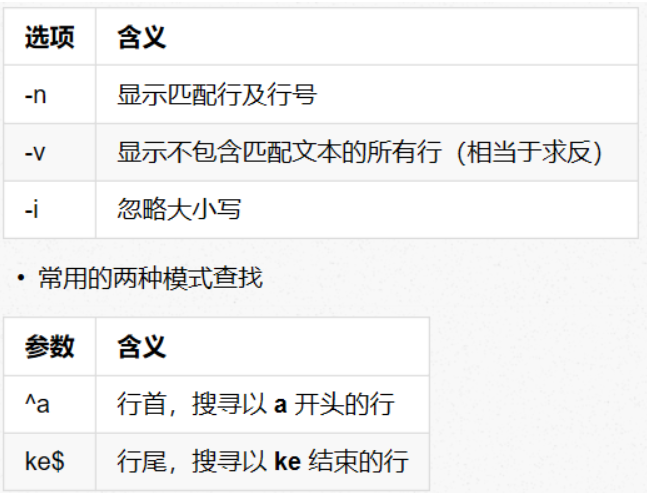 选项 含义
-n 显示匹配行及行号
-v 显示不包含匹配文本的所有行（相当于求反）
-i 忽略大小写
• 常用的两种模式查找
参数 含义
^a 行首，搜寻以 a 开头的行
ke$ 行尾，搜寻以 ke 结束的行